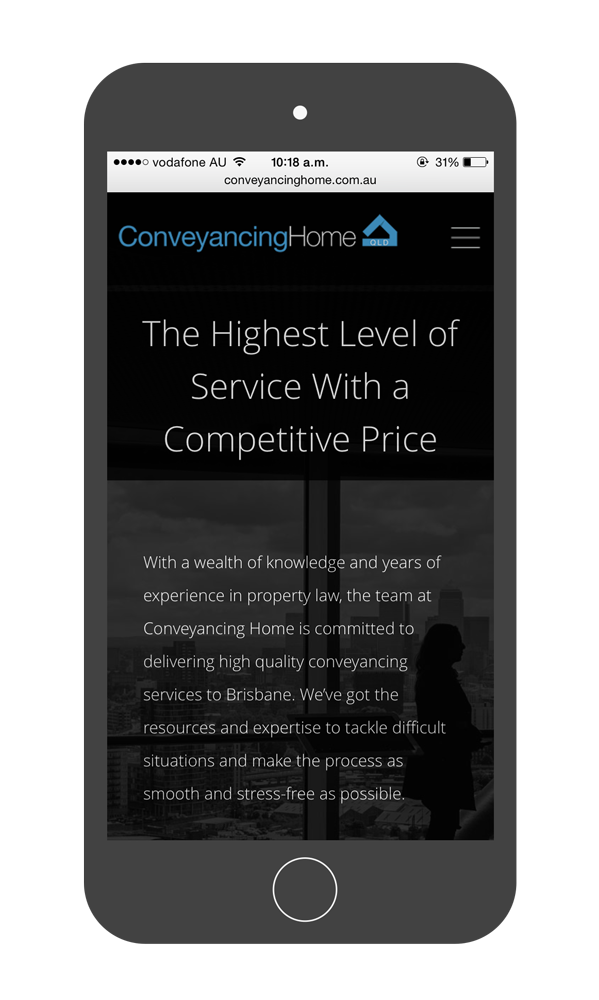 vodafone AU 10:18 a.m. 31%
conveyancinghome.com.au
ConveyancingHome QLD
The Highest Level of
Service With a
Competitive Price
With a wealth of knowledge and years of
experience in property law, the team at
Conveyancing Home is committed to
delivering high quality conveyancing
services to Brisbane. We’ve got the
resources and expertise to tackle difficult
situations and make the process as
smooth and stress-free as possible.